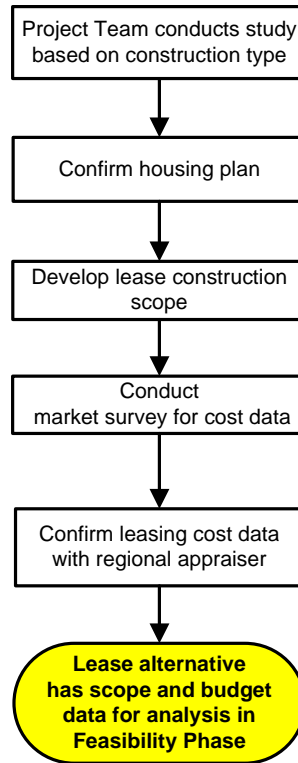 Project Team conducts study
based on construction type
Confirm housing plan
Develop lease construction
scope
Conduct
market survey for cost data
Confirm leasing cost data
with regional appraiser
Lease alternative
has scope and budget
data for analysis in
Feasibility Phase